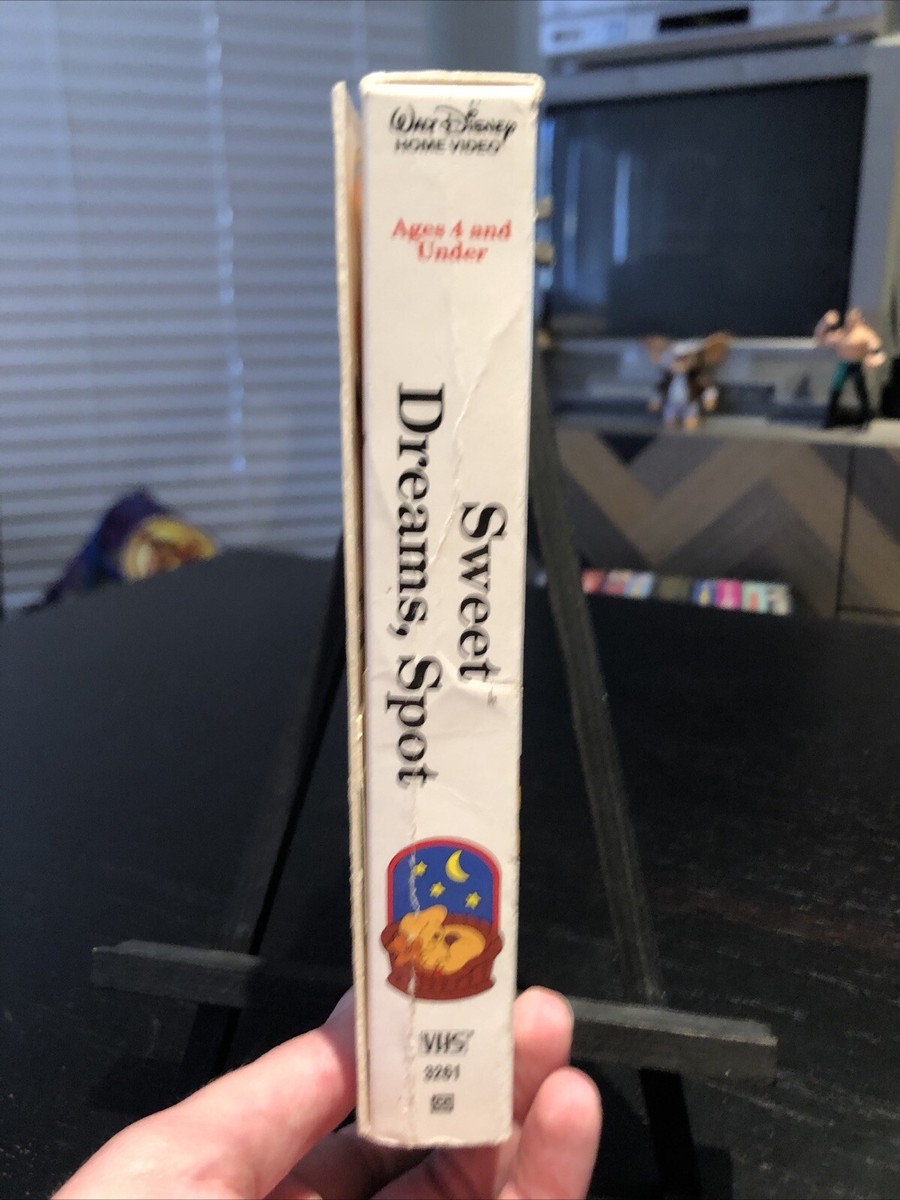 WALT DISNEY
HOME VIDEO
Ages 4 and
Under
Sweet
Dreams, Spot
VHS
3261